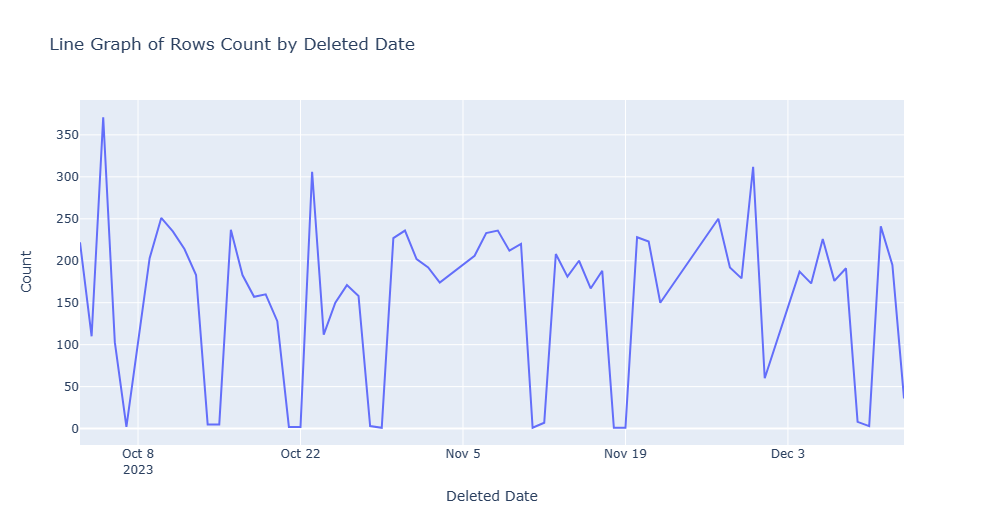 Line Graph of Rows Count by Deleted Date
350
300
250
200
150
100
50
0
Count
Oct 8
2023
Oct 22
Nov 5
Nov 19
Dec 3
Deleted Date